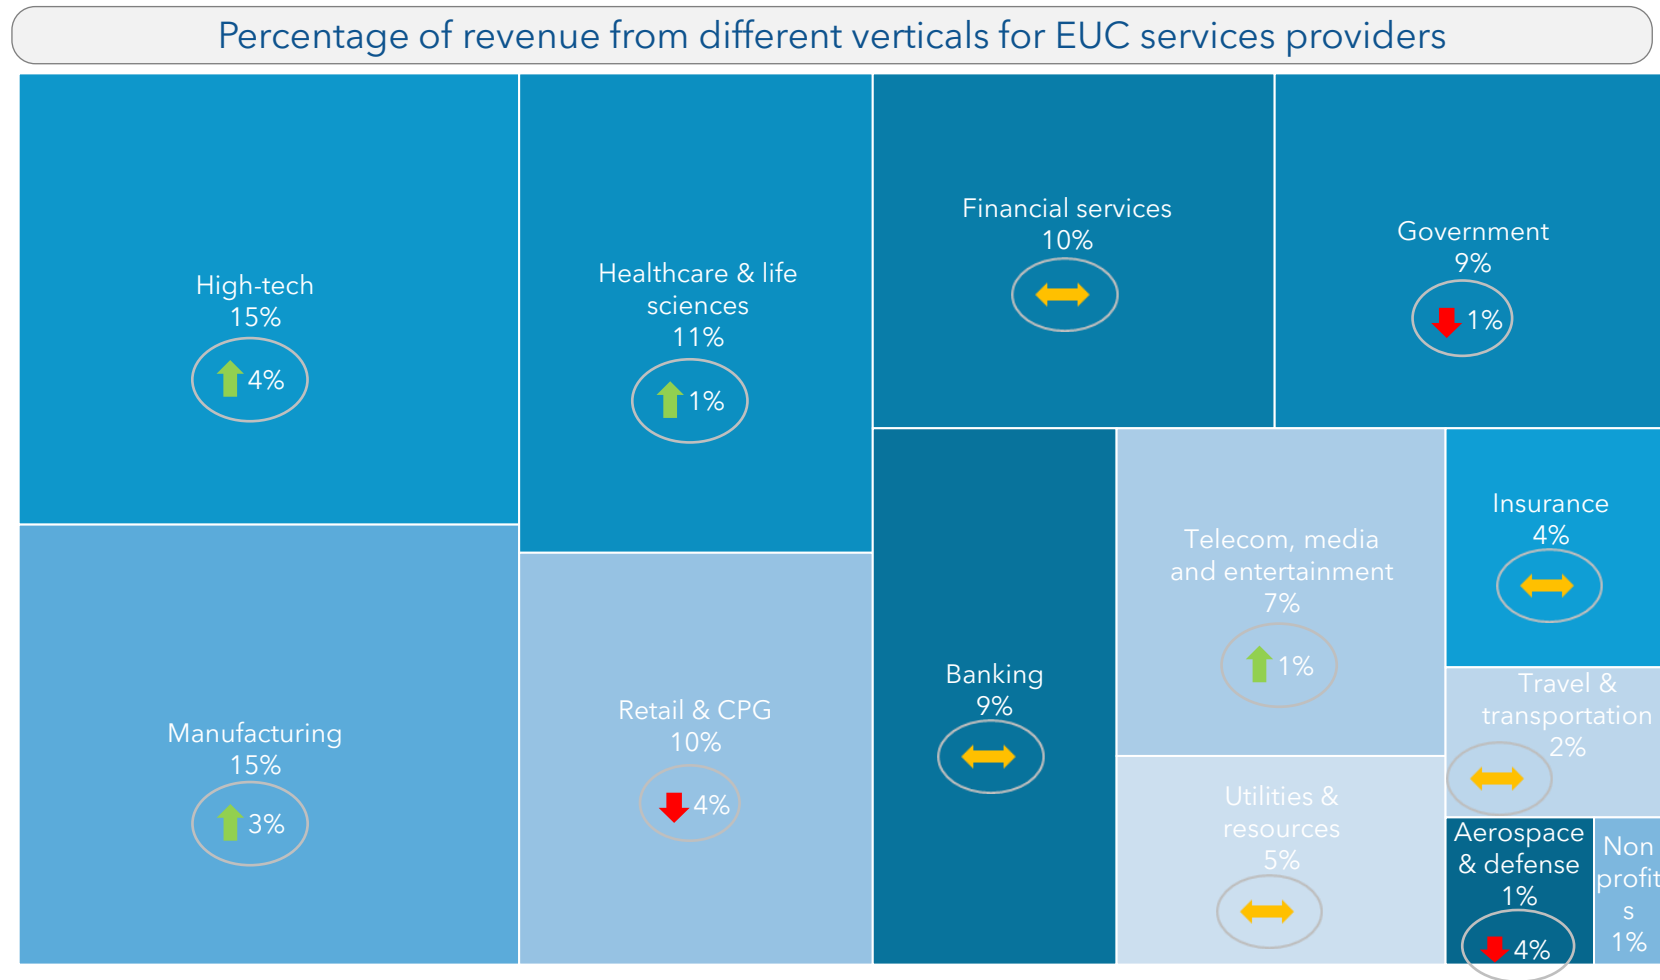 Percentage of revenue from different verticals for EUC services providers
High-tech
15%
4%
Manufacturing
15%
3%
Healthcare & life
sciences
11%
1%
Retail & CPG
10%
4%
Financial services
10%
Government
9%
1%
Banking
9%
Telecom, media
and entertainment
7%
1%
Utilities &
resources
5%
Insurance
4%
Travel &
transportation
2%
Aerospace
& defense
1%
4%
Non
profit
s
1%